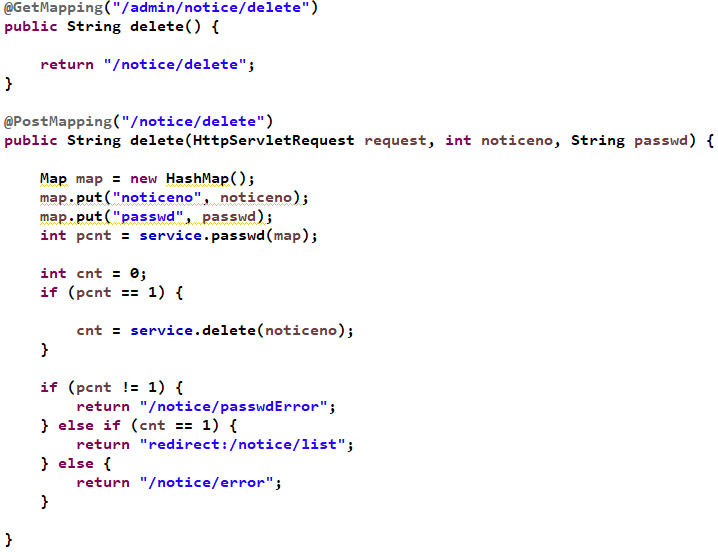 @GetMapping("/admin/notice/delete")
public String delete() {
return "/notice/delete";
}
@PostMapping("/notice/delete")
public String delete(HttpServletRequest request, int noticeno, String passwd) {
Map map = new HashMap();
map.put("noticeno", noticeno);
map.put("passwd", passwd);
int pcnt = service.passwd(map);
int cnt = 0;
if (pcnt == 1) {
cnt = service.delete(noticeno);
}
if (pcnt != 1) {
return "/notice/passwdError";
} else if (cnt == 1) {
return "redirect:/notice/list";
} else {
return "/notice/error";
}
}